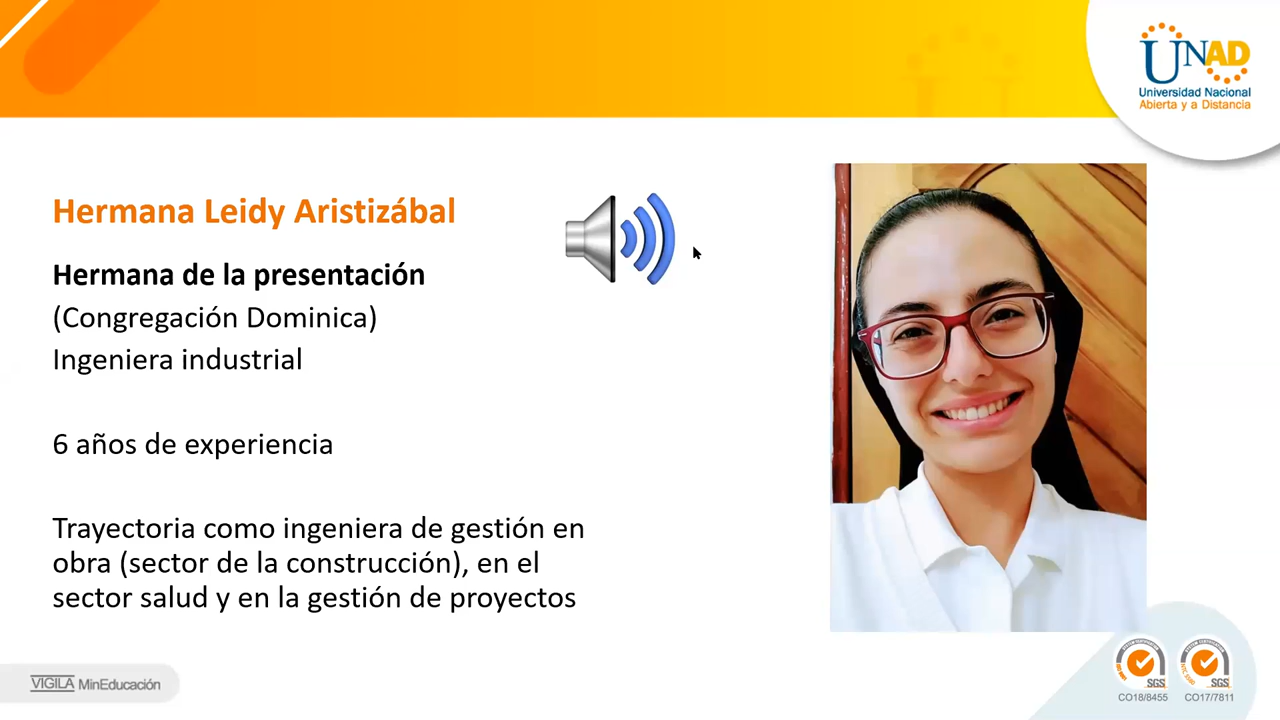 UNAD
Universidad Nacional
Abierta y a Distancia
Hermana Leidy Aristizábal
Hermana de la presentación
(Congregación Dominica)
Ingeniera industrial
6 años de experiencia
Trayectoria como ingeniera de gestión en
obra (sector de la construcción), en el
sector salud y en la gestión de proyectos
VIGILA MinEducación
SGS
SGS
CO18/8455
CO17/7811